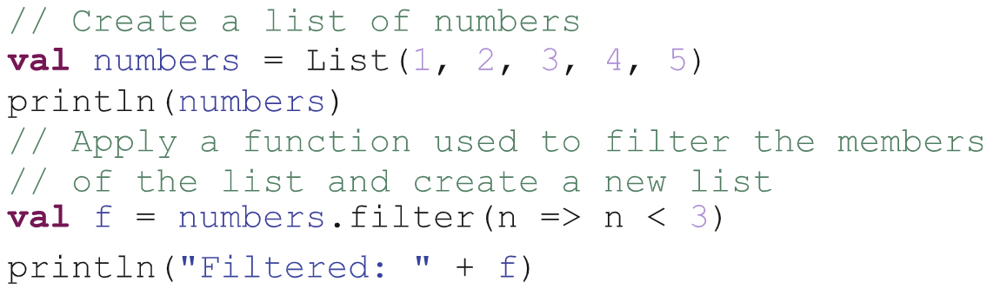 // Create a list of numbers
val numbers = List(1, 2, 3, 4, 5)
println(numbers)
// Apply a function used to filter the members
// of the list and create a new list
val f = numbers.filter(n => n < 3)
println("Filtered: " + f)